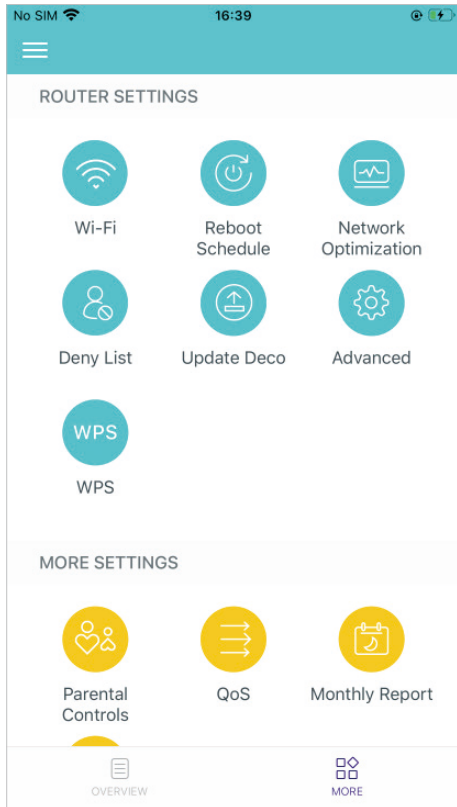 No SIM 16:39
ROUTER SETTINGS
Wi-Fi Reboot Schedule Network Optimization
Deny List Update Deco Advanced
WPS
WPS
MORE SETTINGS
Parental Controls QoS Monthly Report
OVERVIEW MORE